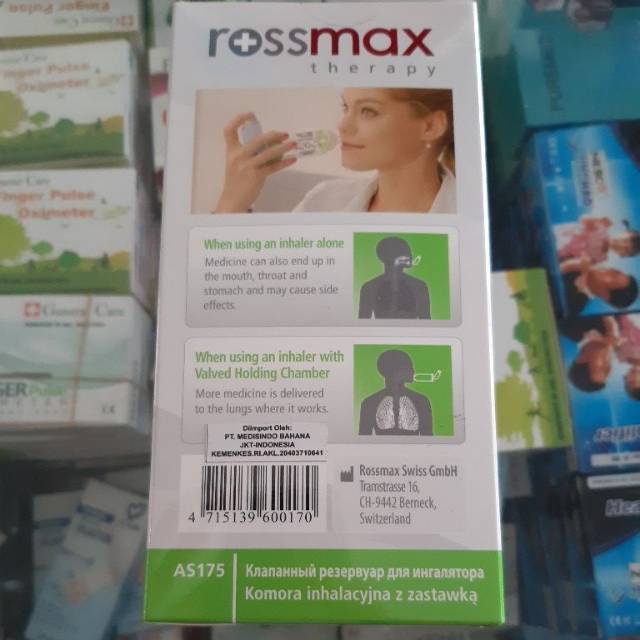 rossmax
therapy
When using an inhaler alone
Medicine can also end up in
the mouth, throat and
stomach and may cause side
effects.
When using an inhaler with
Valved Holding Chamber
More medicine is delivered
to the lungs where it works.
Diimport Oleh:
PT. MEDISINDO BAHANA
JKT-INDONESIA
KEMENKES.RI.AKL.20403710641
4 715139 600170
Rossmax Swiss GmbH
Tramstrasse 16,
CH-9442 Berneck,
Switzerland
AS175
Клапанный резервуар для ингалятора
Komora inhalacyjna z zastawką
Finger Pulse
Oximeter
Finger Pulse
Oximeter